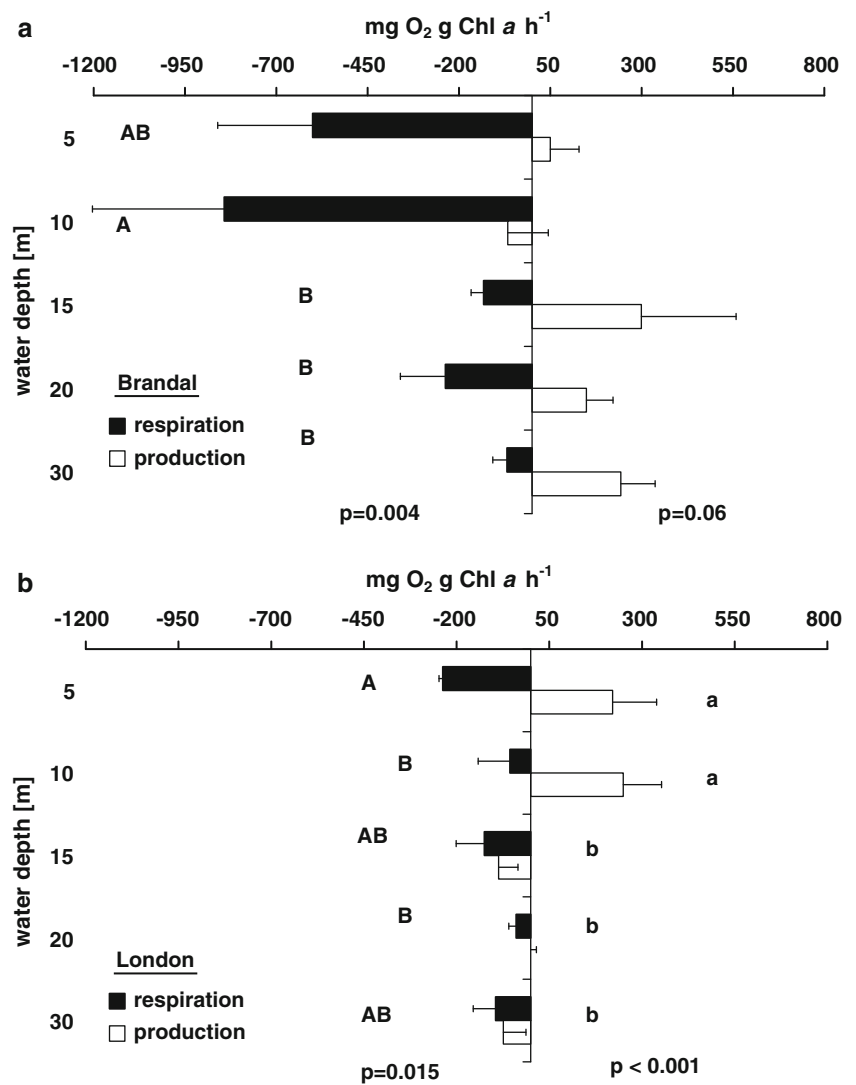 a
mg O₂ g Chl a h⁻¹
-1200 -950 -700 -450 -200 50 300 550 800
water depth [m]
5 AB
10 A
15 B
20 B
30 B
Brandal
respiration
production
p=0.004 p=0.06
b
mg O₂ g Chl a h⁻¹
-1200 -950 -700 -450 -200 50 300 550 800
water depth [m]
5 A a
10 B a
15 AB b
20 B b
30 AB b
London
respiration
production
p=0.015 p < 0.001